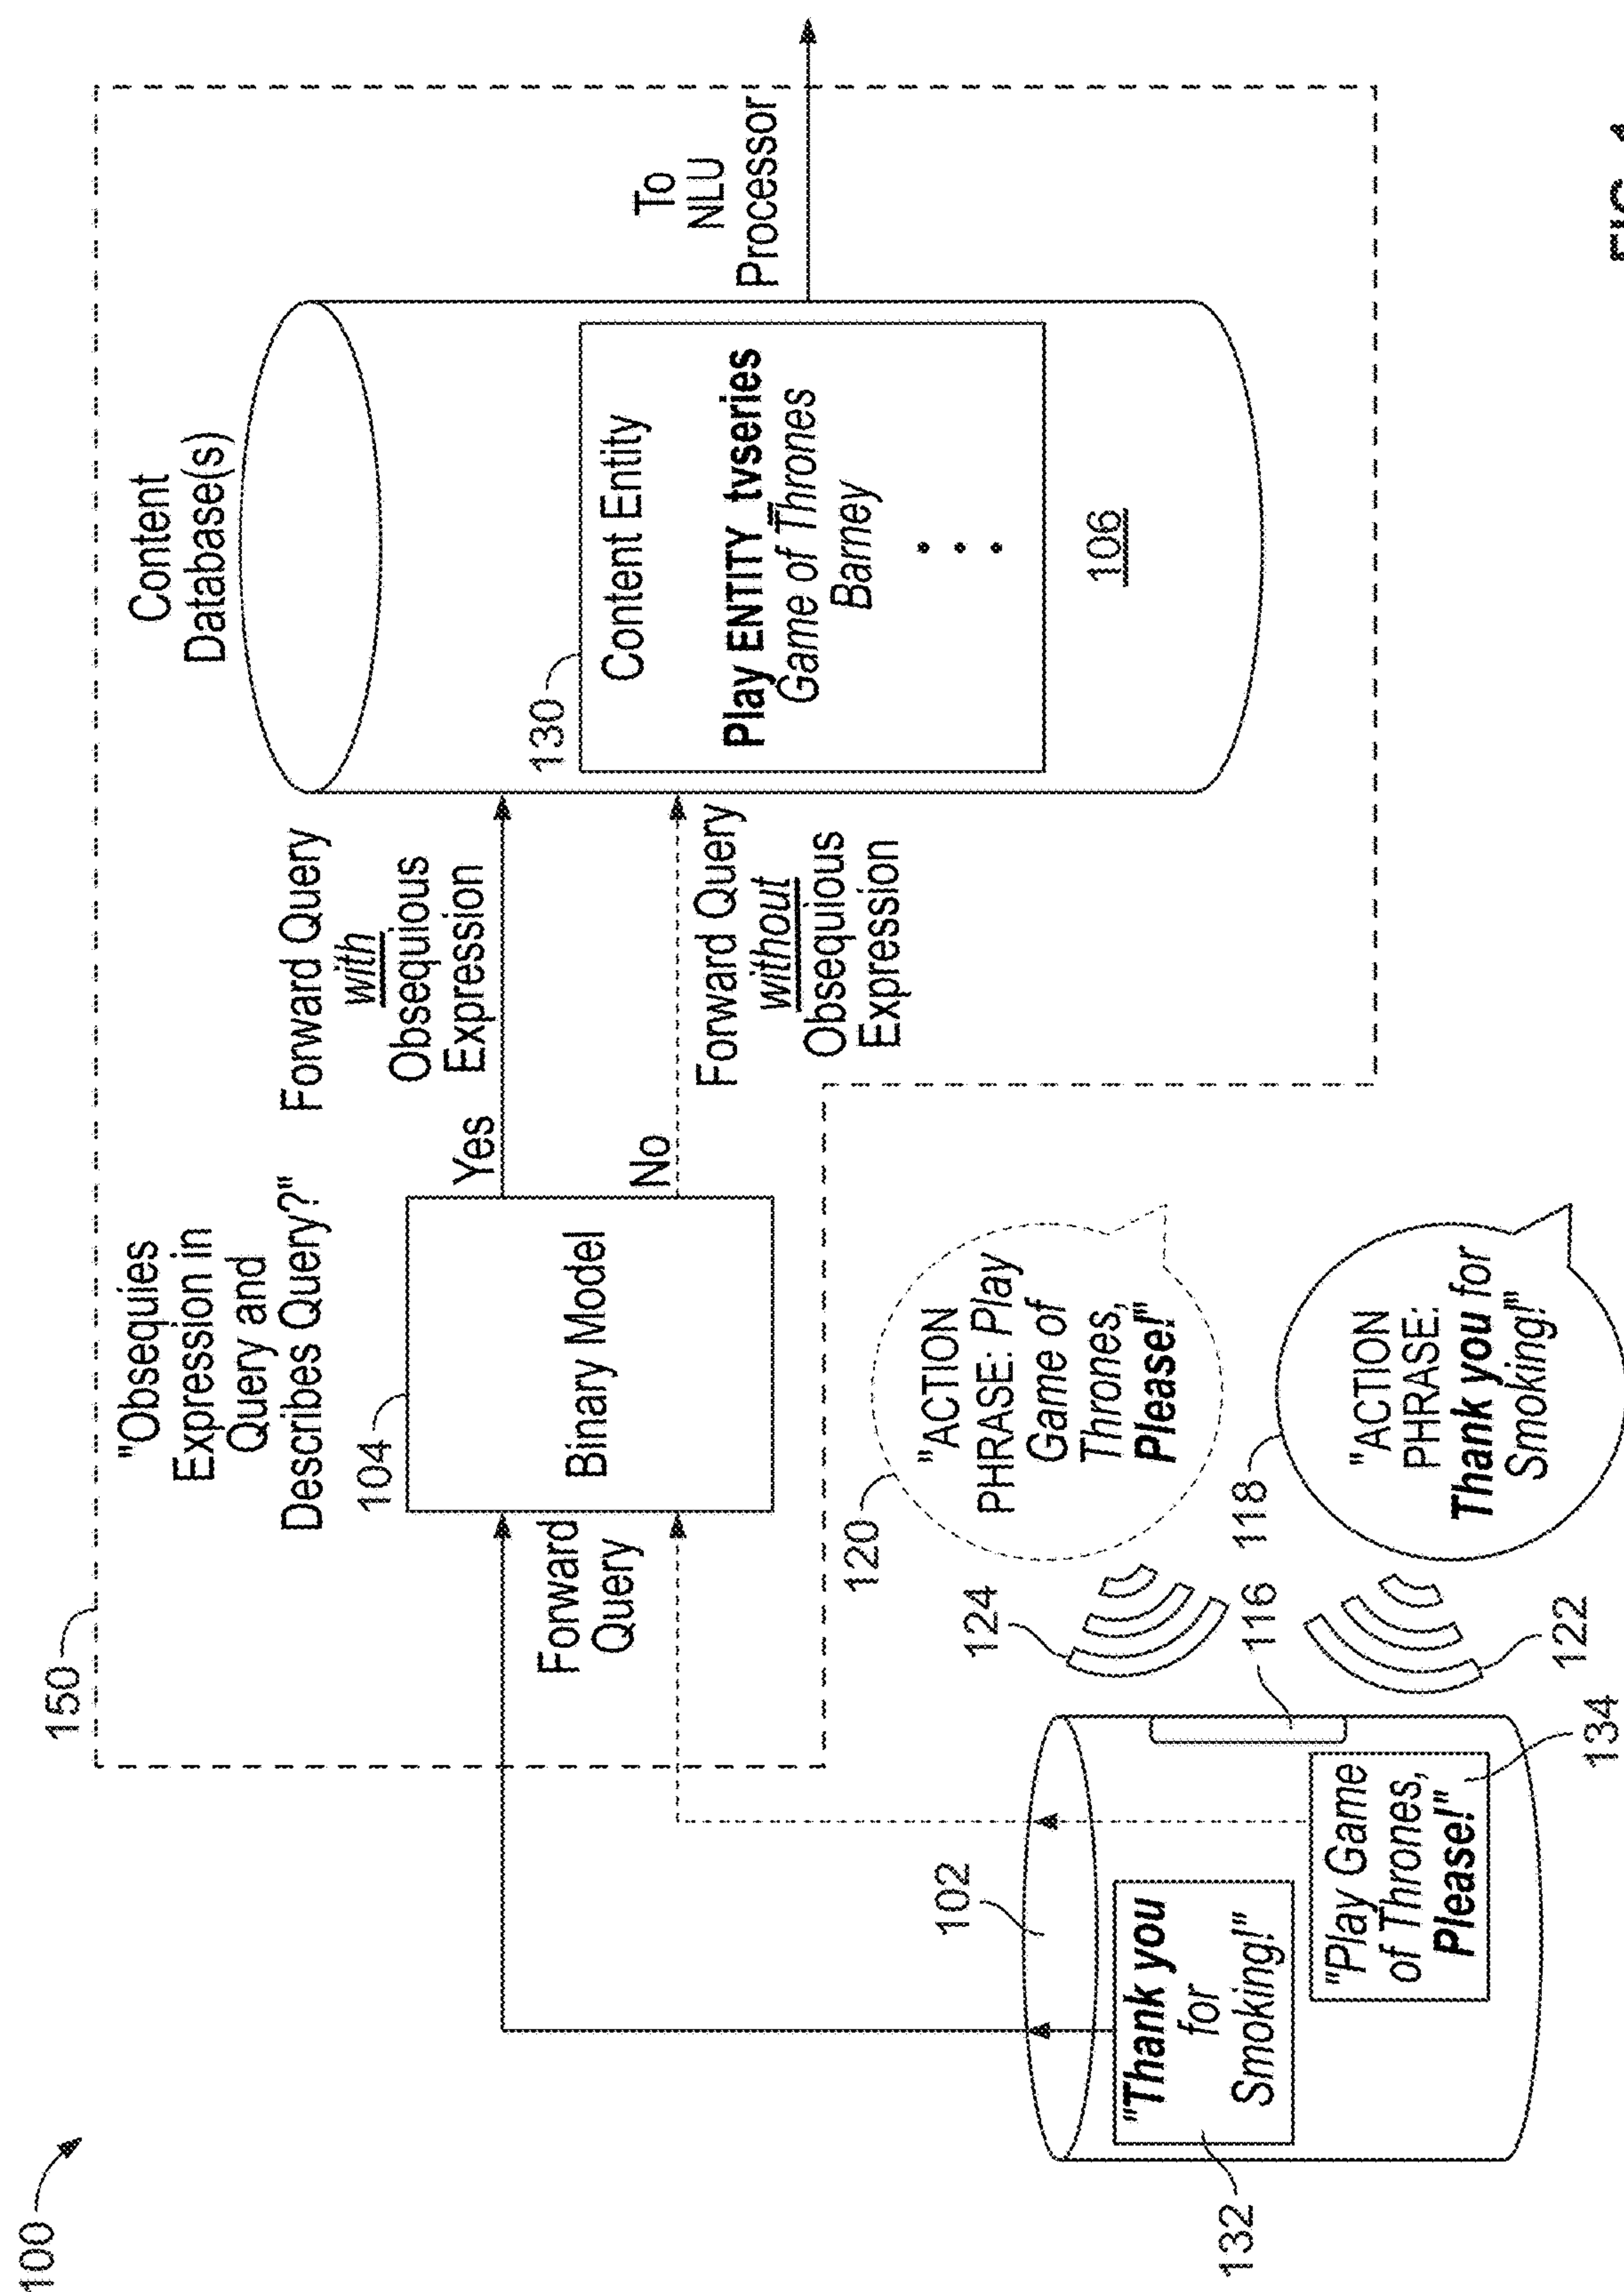 100
150
"Obsequies
Expression in
Query and
Describes Query?"
104
Binary Model
Forward
Query
Yes
No
Forward Query
with
Obsequious
Expression
Forward Query
without
Obsequious
Expression
Content
Database(s)
130
Content Entity
Play ENTITY_tvseries
Game of Thrones
Barney
106
To
NLU
Processor
102
"Thank you
for
Smoking!"
132
"Play Game
of Thrones,
Please!"
134
116
124
122
120
"ACTION
PHRASE: Play
Game of
Thrones,
Please!"
118
"ACTION
PHRASE:
Thank you for
Smoking!"